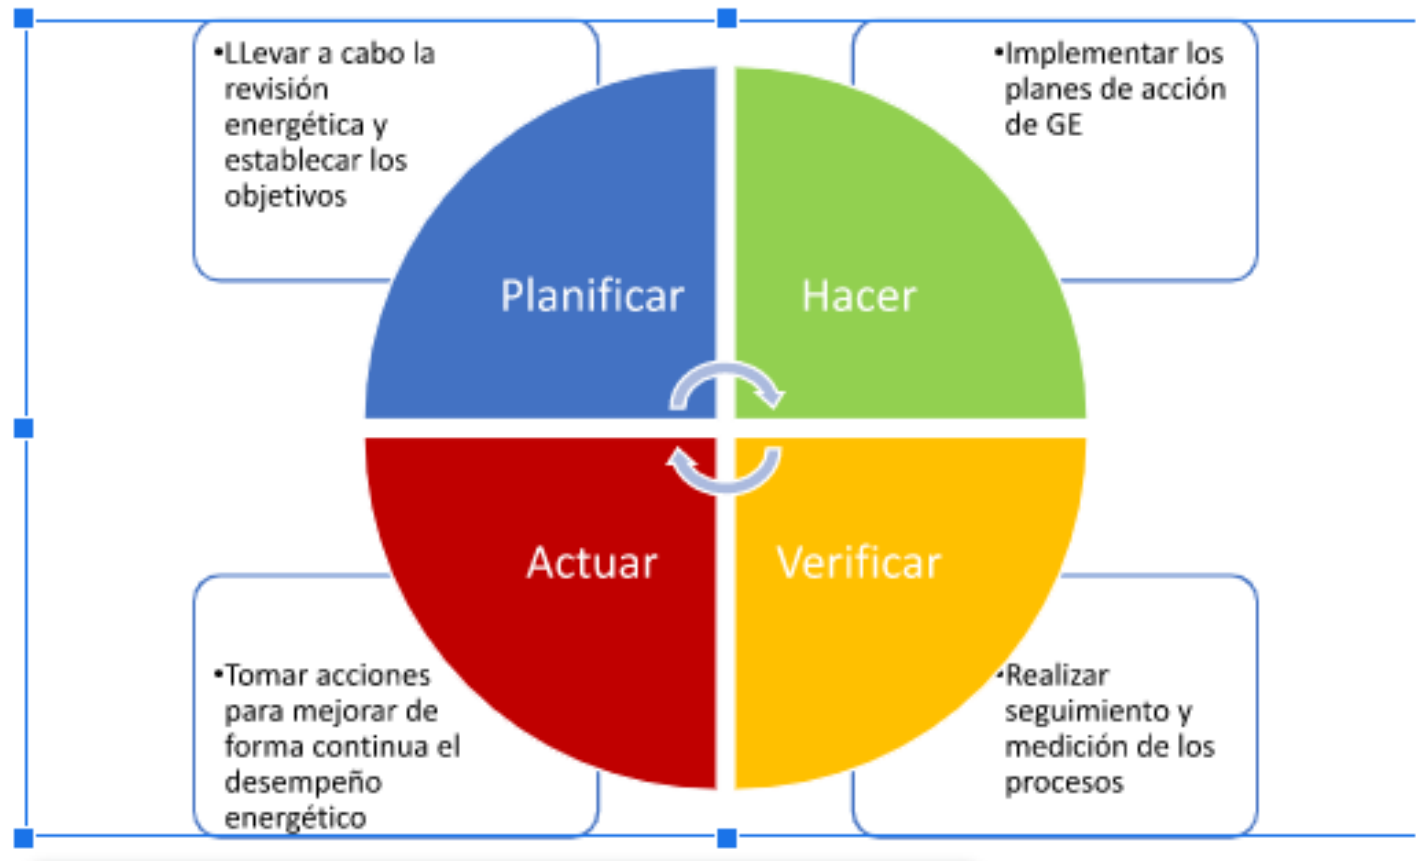 •LLevar a cabo la
revisión
energética y
establecar los
objetivos
•Implementar los
planes de acción
de GE
Planificar
Hacer
Actuar
Verificar
•Tomar acciones
para mejorar de
forma continua el
desempeño
energético
•Realizar
seguimiento y
medición de los
procesos